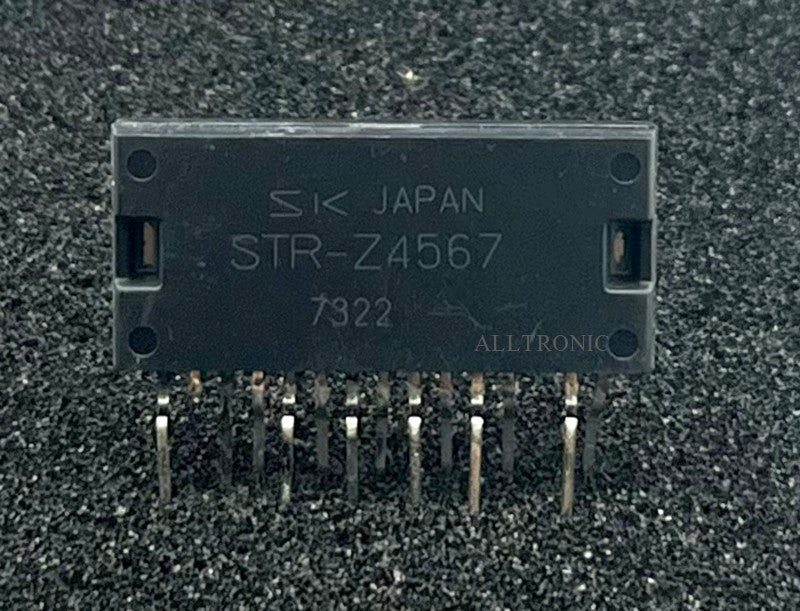 SK JAPAN
STR-Z4567
7322
ALLTRONIC